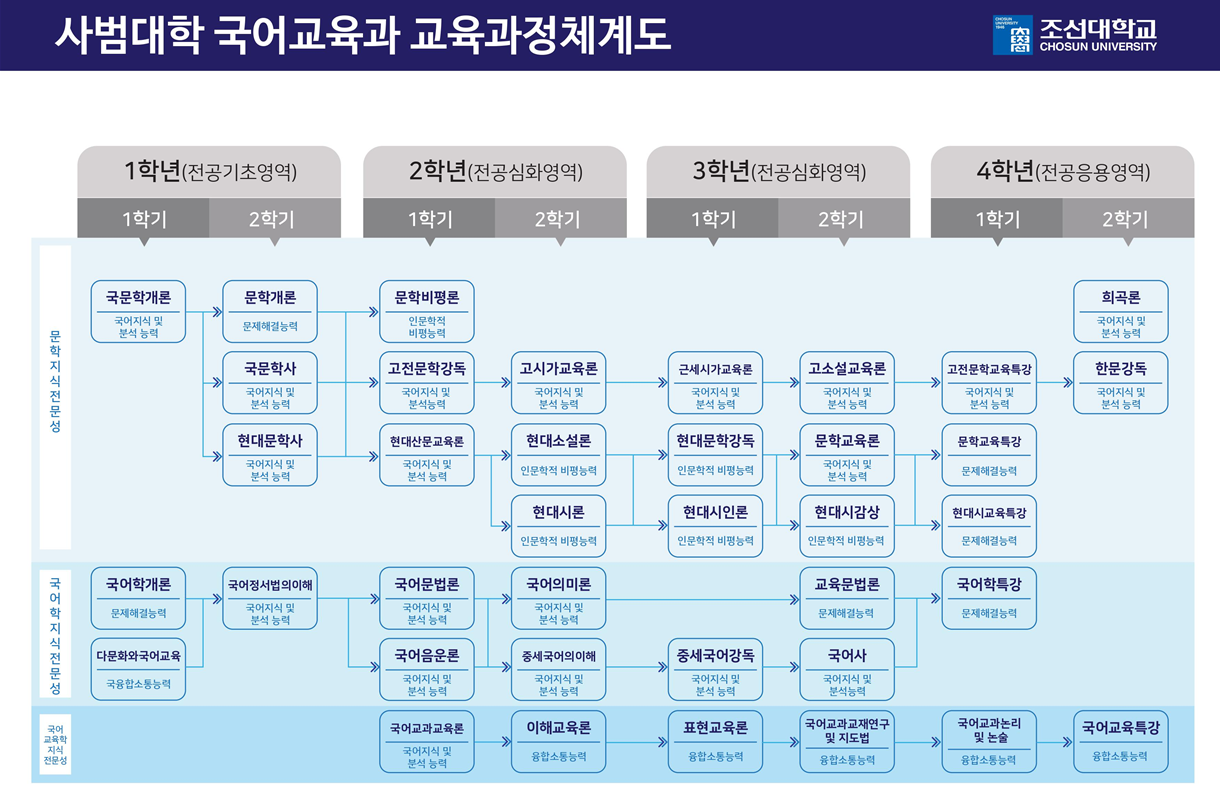 사범대학 국어교육과 교육과정체계도
CHOSUN
UNIVERSITY
1946
조선대학교
CHOSUN UNIVERSITY
1학년(전공기초영역)
2학년(전공심화영역)
3학년(전공심화영역)
4학년(전공응용영역)
1학기
2학기
1학기
2학기
1학기
2학기
1학기
2학기
문학지식전문성
국문학개론
국어지식 및
분석 능력
문학개론
문제해결능력
문학비평론
인문학적
비평능력
희곡론
국어지식 및
분석 능력
국문학사
국어지식 및
분석 능력
고전문학강독
국어지식 및
분석능력
고시가교육론
국어지식 및
분석 능력
근세시가교육론
국어지식 및
분석 능력
고소설교육론
국어지식 및
분석 능력
고전문학교육특강
국어지식 및
분석 능력
한문강독
국어지식 및
분석 능력
현대문학사
국어지식 및
분석 능력
현대산문교육론
국어지식 및
분석 능력
현대소설론
인문학적 비평능력
현대문학강독
인문학적 비평능력
문학교육론
국어지식 및
분석 능력
문학교육특강
문제해결능력
현대시론
인문학적 비평능력
현대시인론
인문학적 비평능력
현대시감상
인문학적 비평능력
현대시교육특강
문제해결능력
국어학지식전문성
국어학개론
문제해결능력
국어정서법의이해
국어지식 및
분석 능력
국어문법론
국어지식 및
분석 능력
국어의미론
국어지식 및
분석 능력
교육문법론
문제해결능력
국어학특강
문제해결능력
다문화와국어교육
국융합소통능력
국어음운론
국어지식 및
분석 능력
중세국어의이해
국어지식 및
분석 능력
중세국어강독
국어지식 및
분석 능력
국어사
국어지식 및
분석능력
국어
교육학
지식
전문성
국어교과교육론
국어지식 및
분석 능력
이해교육론
융합소통능력
표현교육론
융합소통능력
국어교과교재연구
및 지도법
융합소통능력
국어교과논리
및 논술
융합소통능력
국어교육특강
융합소통능력